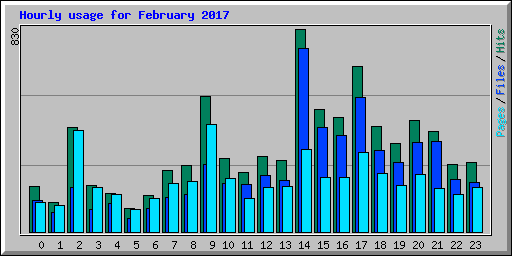 Hourly usage for February 2017
830
Pages / Files / Hits
0 1 2 3 4 5 6 7 8 9 10 11 12 13 14 15 16 17 18 19 20 21 22 23